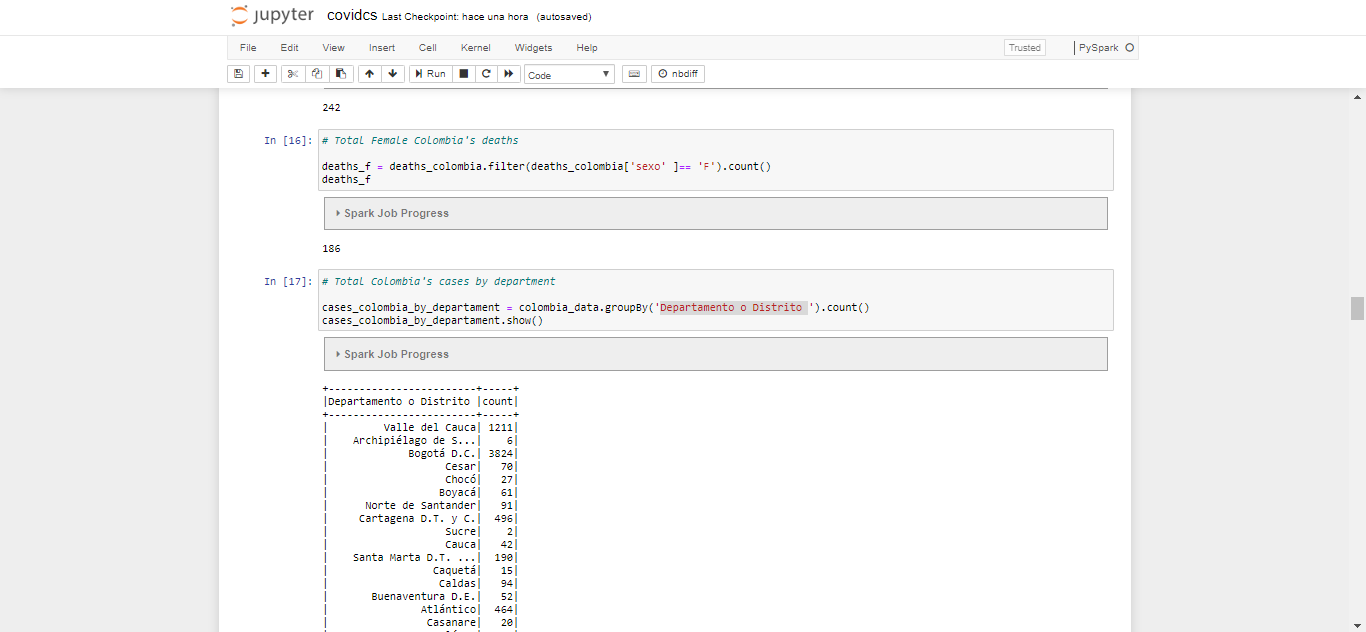 jupyter covidcs Last Checkpoint: hace una hora (autosaved)
File Edit View Insert Cell Kernel Widgets Help Trusted PySpark
Run Code nbdiff
242
In [16]: # Total Female Colombia's deaths
deaths_f = deaths_colombia.filter(deaths_colombia['sexo' ]== 'F').count()
deaths_f
Spark Job Progress
186
In [17]: # Total Colombia's cases by department
cases_colombia_by_departament = colombia_data.groupBy('Departamento o Distrito ').count()
cases_colombia_by_departament.show()
Spark Job Progress
+------------------------+-----+
|Departamento o Distrito |count|
+------------------------+-----+
|         Valle del Cauca| 1211|
|    Archipiélago de S...|    6|
|             Bogotá D.C.| 3824|
|                   Cesar|   70|
|                   Chocó|   27|
|                  Boyacá|   61|
|      Norte de Santander|   91|
|     Cartagena D.T. y C.|  496|
|                   Sucre|    2|
|                   Cauca|   42|
|    Santa Marta D.T. ...|  190|
|                 Caquetá|   15|
|                  Caldas|   94|
|       Buenaventura D.E.|   52|
|               Atlántico|  464|
|                Casanare|   20|